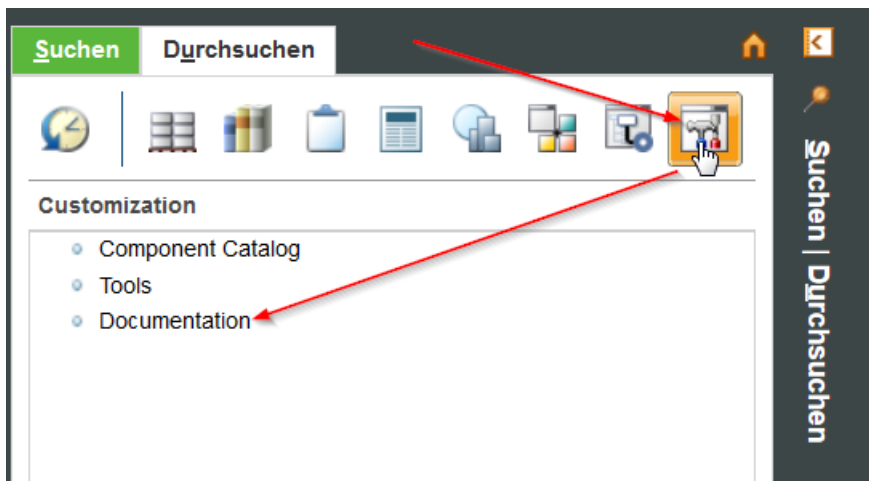 Suchen
Durchsuchen
Customization
Component Catalog
Tools
Documentation
Suchen | Durchsuchen